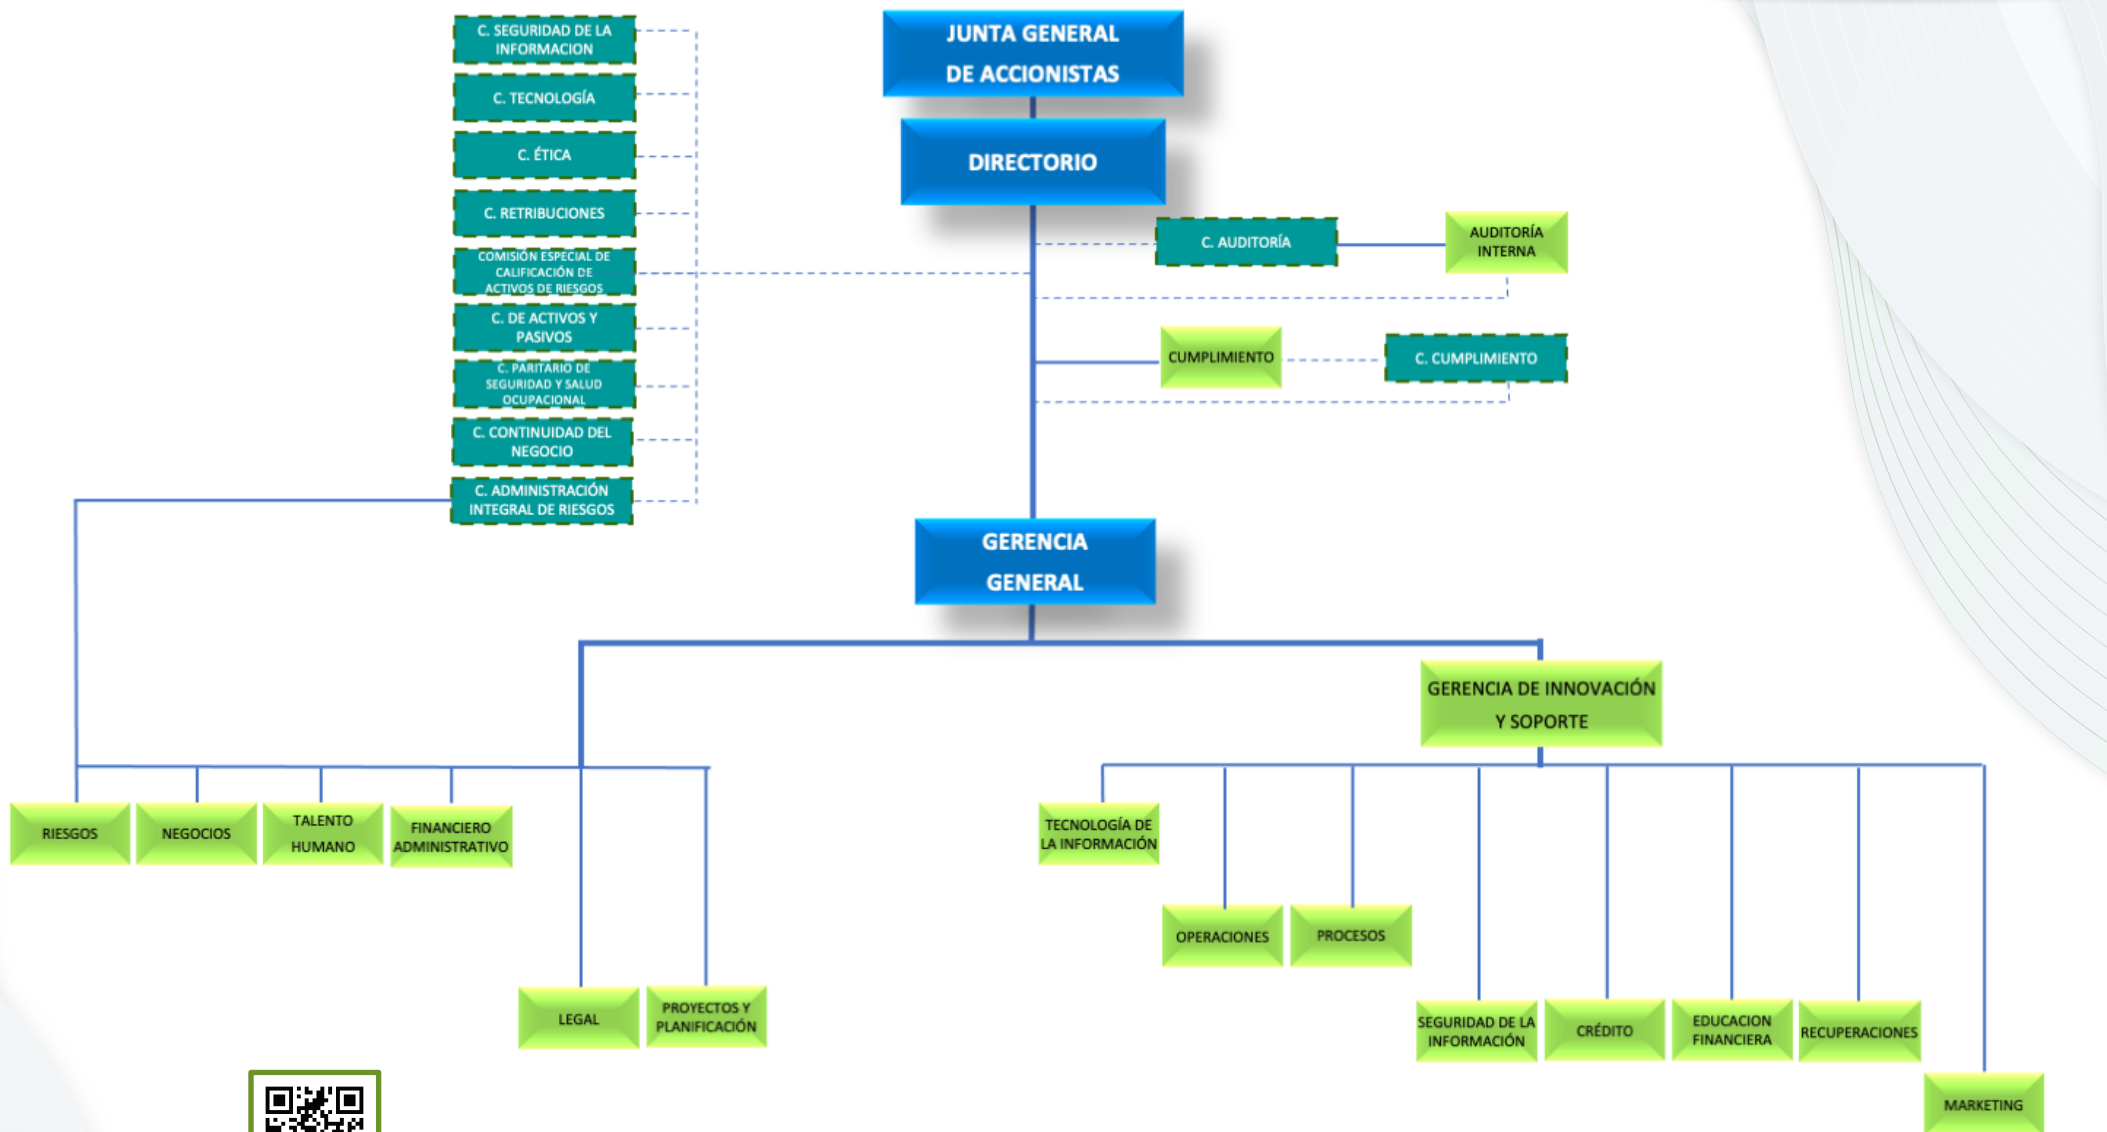 JUNTA GENERAL
DE ACCIONISTAS
DIRECTORIO
C. SEGURIDAD DE LA
INFORMACION
C. TECNOLOGÍA
C. ÉTICA
C. RETRIBUCIONES
COMISIÓN ESPECIAL DE
CALIFICACIÓN DE
ACTIVOS DE RIESGOS
C. DE ACTIVOS Y
PASIVOS
C. PARITARIO DE
SEGURIDAD Y SALUD
OCUPACIONAL
C. CONTINUIDAD DEL
NEGOCIO
C. ADMINISTRACIÓN
INTEGRAL DE RIESGOS
C. AUDITORÍA
AUDITORÍA
INTERNA
CUMPLIMIENTO
C. CUMPLIMIENTO
GERENCIA
GENERAL
GERENCIA DE INNOVACIÓN
Y SOPORTE
RIESGOS
NEGOCIOS
TALENTO
HUMANO
FINANCIERO
ADMINISTRATIVO
LEGAL
PROYECTOS Y
PLANIFICACIÓN
TECNOLOGÍA DE
LA INFORMACIÓN
OPERACIONES
PROCESOS
SEGURIDAD DE LA
INFORMACIÓN
CRÉDITO
EDUCACION
FINANCIERA
RECUPERACIONES
MARKETING